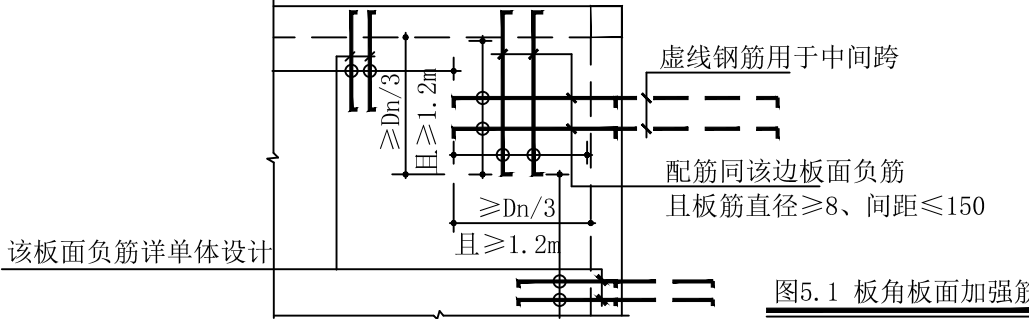 虚线钢筋用于中间跨
≥Dn/3
且≥1.2m
配筋同该边板面负筋
且板筋直径≥8、间距≤150
≥Dn/3
且≥1.2m
该板面负筋详单体设计
图5.1 板角板面加强筋